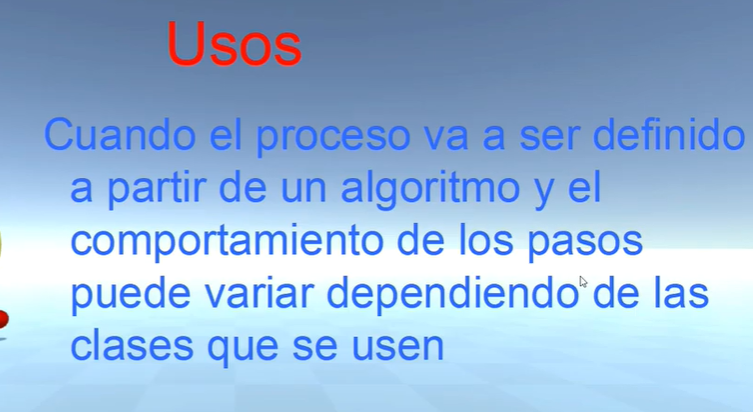 Usos
Cuando el proceso va a ser definido
a partir de un algoritmo y el
comportamiento de los pasos
puede variar dependiendo de las
clases que se usen